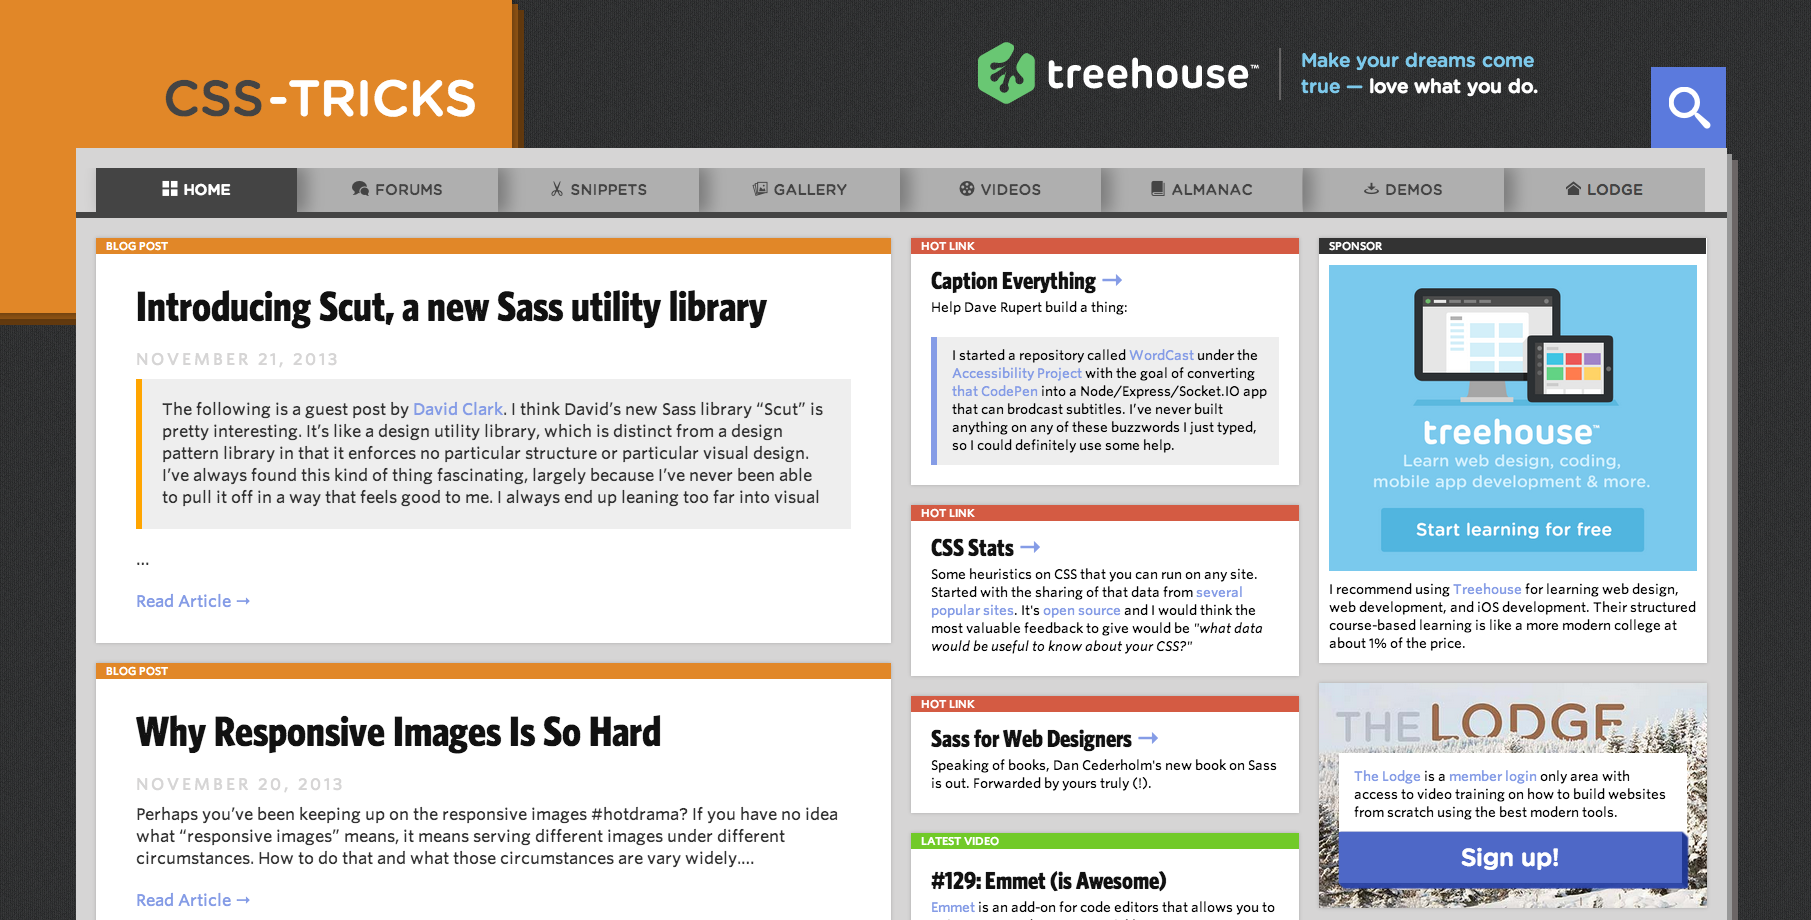 CSS-TRICKS
treehouse™
Make your dreams come
true — love what you do.
HOME
FORUMS
SNIPPETS
GALLERY
VIDEOS
ALMANAC
DEMOS
LODGE
BLOG POST
Introducing Scut, a new Sass utility library
NOVEMBER 21, 2013
The following is a guest post by David Clark. I think David’s new Sass library “Scut” is
pretty interesting. It’s like a design utility library, which is distinct from a design
pattern library in that it enforces no particular structure or particular visual design.
I’ve always found this kind of thing fascinating, largely because I’ve never been able
to pull it off in a way that feels good to me. I always end up leaning too far into visual
...
Read Article →
BLOG POST
Why Responsive Images Is So Hard
NOVEMBER 20, 2013
Perhaps you’ve been keeping up on the responsive images #hotdrama? If you have no idea
what “responsive images” means, it means serving different images under different
circumstances. How to do that and what those circumstances are vary widely....
Read Article →
HOT LINK
Caption Everything →
Help Dave Rupert build a thing:
I started a repository called WordCast under the
Accessibility Project with the goal of converting
that CodePen into a Node/Express/Socket.IO app
that can brodcast subtitles. I’ve never built
anything on any of these buzzwords I just typed,
so I could definitely use some help.
HOT LINK
CSS Stats →
Some heuristics on CSS that you can run on any site.
Started with the sharing of that data from several
popular sites. It's open source and I would think the
most valuable feedback to give would be "what data
would be useful to know about your CSS?"
HOT LINK
Sass for Web Designers →
Speaking of books, Dan Cederholm's new book on Sass
is out. Forwarded by yours truly (!).
LATEST VIDEO
#129: Emmet (is Awesome)
Emmet is an add-on for code editors that allows you to
SPONSOR
treehouse™
Learn web design, coding,
mobile app development & more.
Start learning for free
I recommend using Treehouse for learning web design,
web development, and iOS development. Their structured
course-based learning is like a more modern college at
about 1% of the price.
THE LODGE
The Lodge is a member login only area with
access to video training on how to build websites
from scratch using the best modern tools.
Sign up!